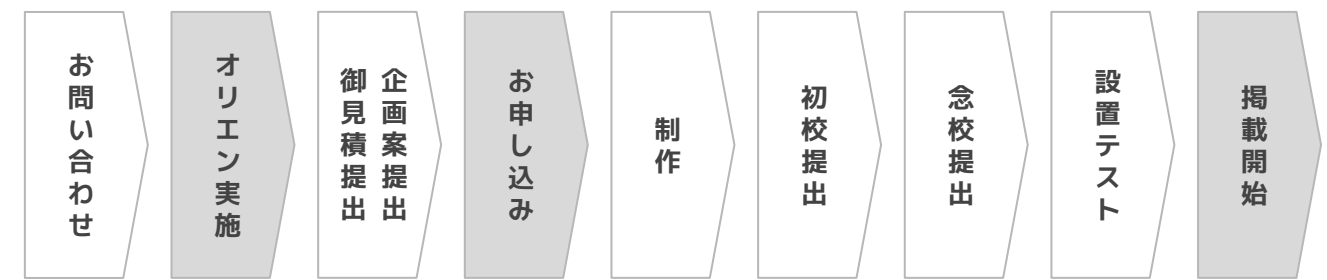 お問い合わせ
オリエン実施
企画案提出
御見積提出
お申し込み
制作
初校提出
念校提出
設置テスト
掲載開始